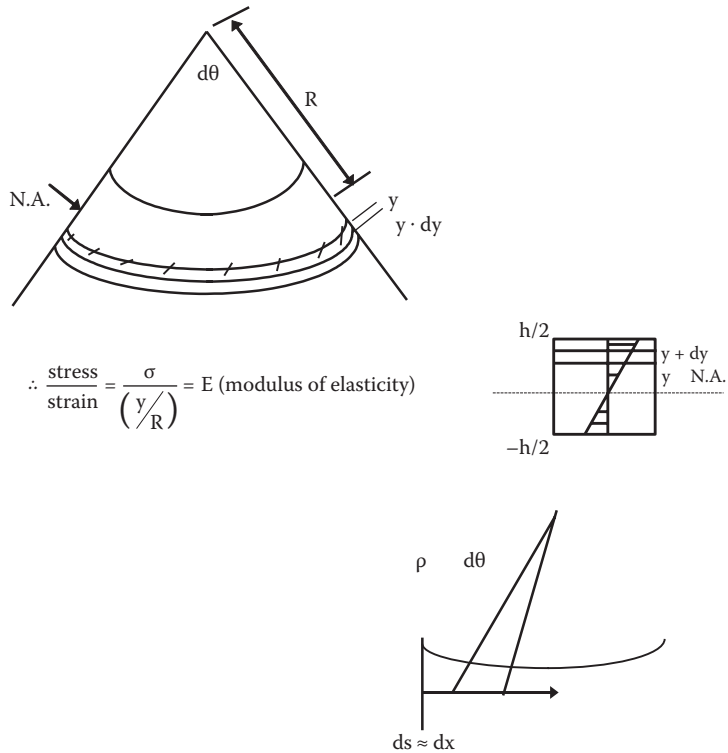 dθ
R
N.A.
y
y · dy
h/2
y + dy
y N.A.
−h/2
∴ stress/strain = σ/(y/R) = E (modulus of elasticity)
ρ dθ
ds ≈ dx